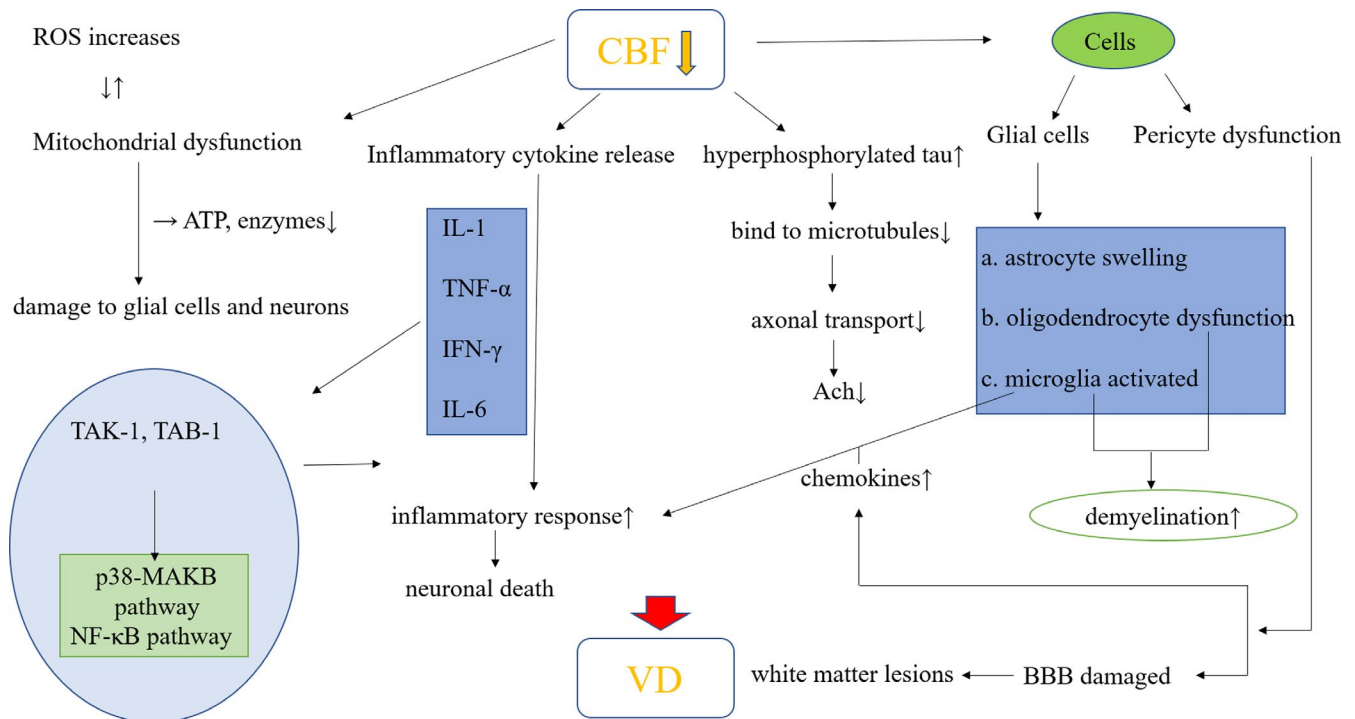 ROS increases
↓↑
Mitochondrial dysfunction
→ ATP, enzymes↓
damage to glial cells and neurons
CBF
Inflammatory cytokine release
IL-1
TNF-α
IFN-γ
IL-6
hyperphosphorylated tau↑
bind to microtubules↓
axonal transport↓
Ach↓
Cells
Glial cells
Pericyte dysfunction
a. astrocyte swelling
b. oligodendrocyte dysfunction
c. microglia activated
TAK-1, TAB-1
p38-MAKB
pathway
NF-κB pathway
inflammatory response↑
neuronal death
chemokines↑
demyelination↑
VD
white matter lesions
BBB damaged